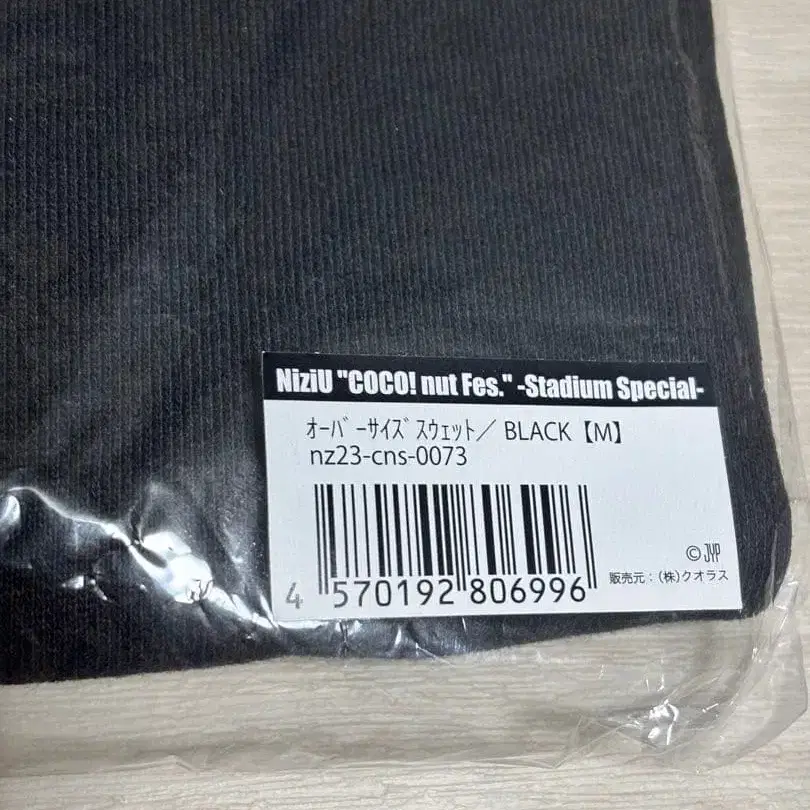 NiziU "COCO! nut Fes." -Stadium Special-
ｵｰﾊﾞｰサイズスウェット／ BLACK【M】
nz23-cns-0073
© JYP
販売元：(株)クオラス
4 570192 806996